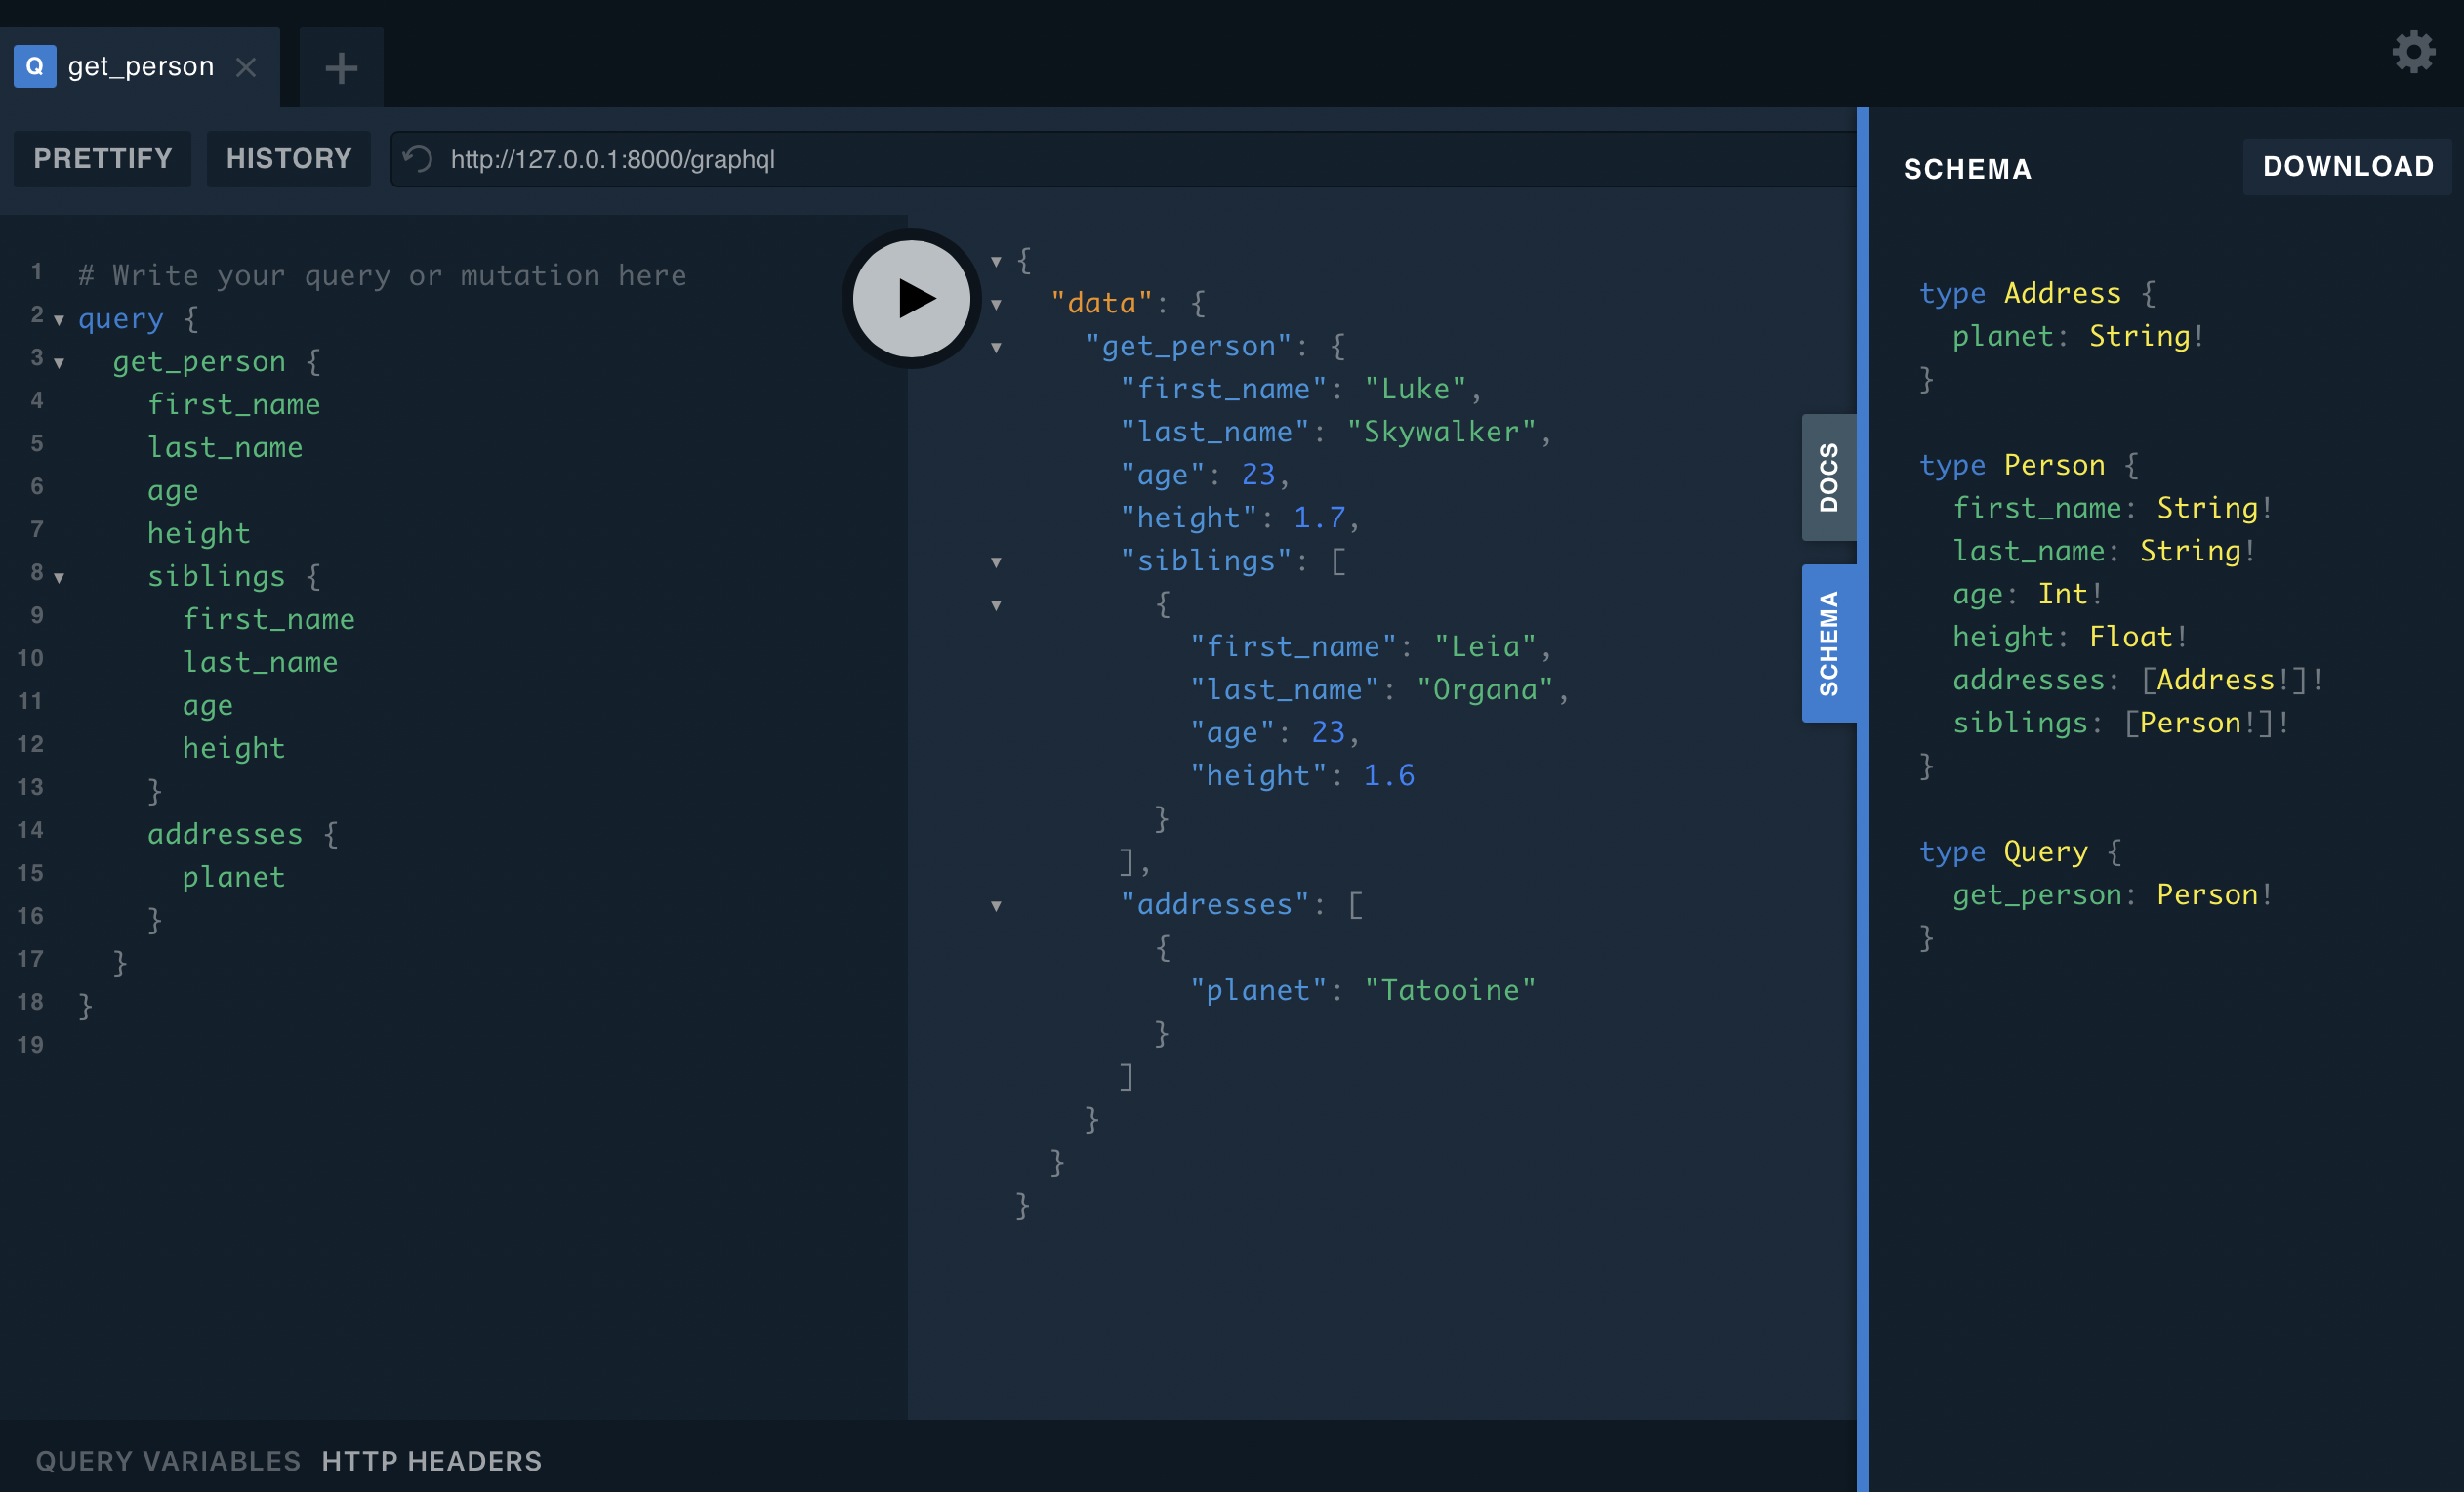 Q get_person
PRETTIFY HISTORY http://127.0.0.1:8000/graphql
1 # Write your query or mutation here
2 query {
3 get_person {
4 first_name
5 last_name
6 age
7 height
8 siblings {
9 first_name
10 last_name
11 age
12 height
13 }
14 addresses {
15 planet
16 }
17 }
18 }
19
{
"data": {
"get_person": {
"first_name": "Luke",
"last_name": "Skywalker",
"age": 23,
"height": 1.7,
"siblings": [
{
"first_name": "Leia",
"last_name": "Organa",
"age": 23,
"height": 1.6
}
],
"addresses": [
{
"planet": "Tatooine"
}
]
}
}
}
DOCS
SCHEMA
SCHEMA DOWNLOAD
type Address {
planet: String!
}
type Person {
first_name: String!
last_name: String!
age: Int!
height: Float!
addresses: [Address!]!
siblings: [Person!]!
}
type Query {
get_person: Person!
}
QUERY VARIABLES HTTP HEADERS